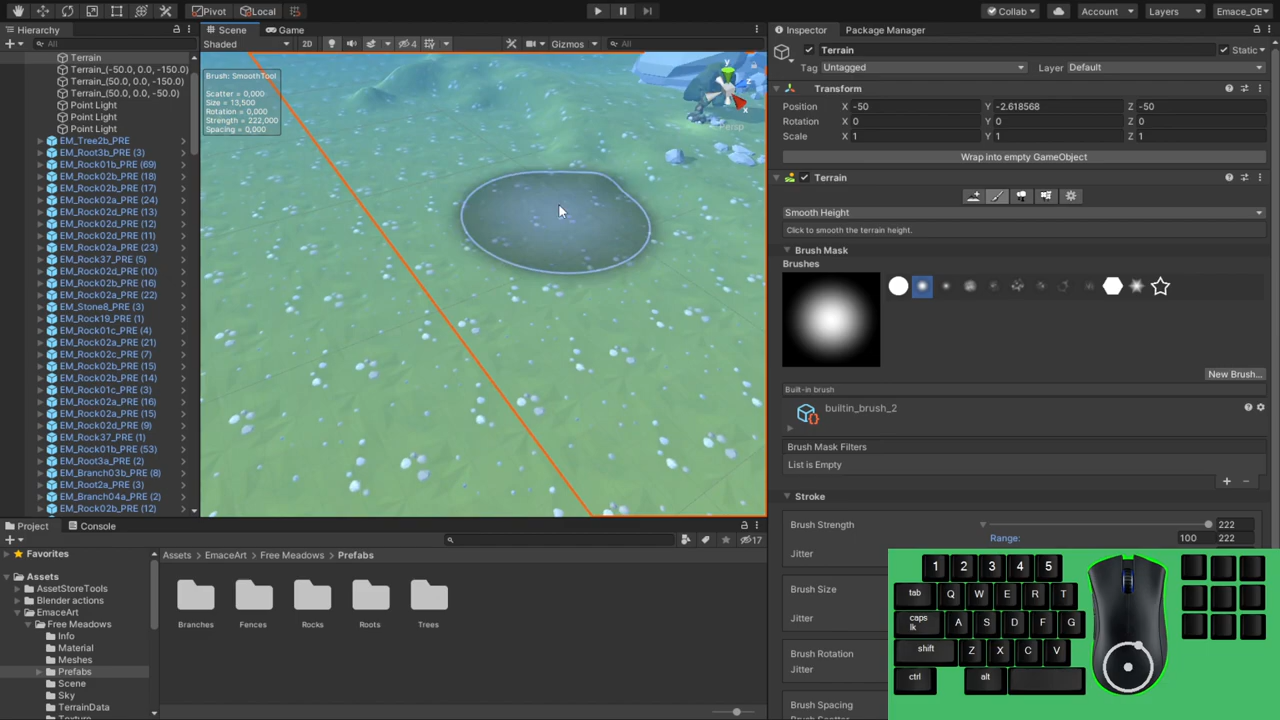 Pivot Local Collab Account Layers Emace_OE
Hierarchy
All
Terrain
Terrain_(-50.0, 0.0, -150.0)
Terrain_(50.0, 0.0, -150.0)
Terrain_(50.0, 0.0, -50.0)
Point Light
Point Light
Point Light
EM_Tree2b_PRE
EM_Root3b_PRE (3)
EM_Rock01b_PRE (69)
EM_Rock02b_PRE (18)
EM_Rock02b_PRE (17)
EM_Rock02a_PRE (24)
EM_Rock02d_PRE (13)
EM_Rock02d_PRE (12)
EM_Rock02d_PRE (11)
EM_Rock02a_PRE (23)
EM_Rock37_PRE (5)
EM_Rock02d_PRE (10)
EM_Rock02b_PRE (16)
EM_Rock02a_PRE (22)
EM_Stone8_PRE (3)
EM_Rock19_PRE (1)
EM_Rock01c_PRE (4)
EM_Rock02a_PRE (21)
EM_Rock02c_PRE (7)
EM_Rock02b_PRE (15)
EM_Rock02b_PRE (14)
EM_Rock01c_PRE (3)
EM_Rock02a_PRE (16)
EM_Rock02a_PRE (15)
EM_Rock02d_PRE (9)
EM_Rock37_PRE (1)
EM_Rock01b_PRE (53)
EM_Root3a_PRE (2)
EM_Branch03b_PRE (8)
EM_Root2a_PRE (3)
EM_Branch04a_PRE (2)
EM_Rock02b_PRE (12)
Scene Game
Shaded 2D 4 Gizmos All
Brush: SmoothTool
Scatter = 0,000
Size = 13,500
Rotation = 0,000
Strength = 222,000
Spacing = 0,000
y
z
x
Persp
Inspector Package Manager
Terrain Static
Tag Untagged Layer Default
Transform
Position X -50 Y -2.618568 Z -50
Rotation X 0 Y 0 Z 0
Scale X 1 Y 1 Z 1
Wrap into empty GameObject
Terrain
Smooth Height
Click to smooth the terrain height.
Brush Mask
Brushes
New Brush...
Built-in brush
builtin_brush_2
Brush Mask Filters
List is Empty
Stroke
Brush Strength 222
Range: 100 222
Jitter
Brush Size
Jitter
Brush Rotation
Jitter
Brush Spacing
Project Console
17
Favorites
Assets
AssetStoreTools
Blender actions
EmaceArt
Free Meadows
Info
Material
Meshes
Prefabs
Scene
Sky
TerrainData
Assets > EmaceArt > Free Meadows > Prefabs
Branches Fences Rocks Roots Trees
1 2 3 4 5
tab Q W E R T
caps lk A S D F G
shift Z X C V
ctrl alt